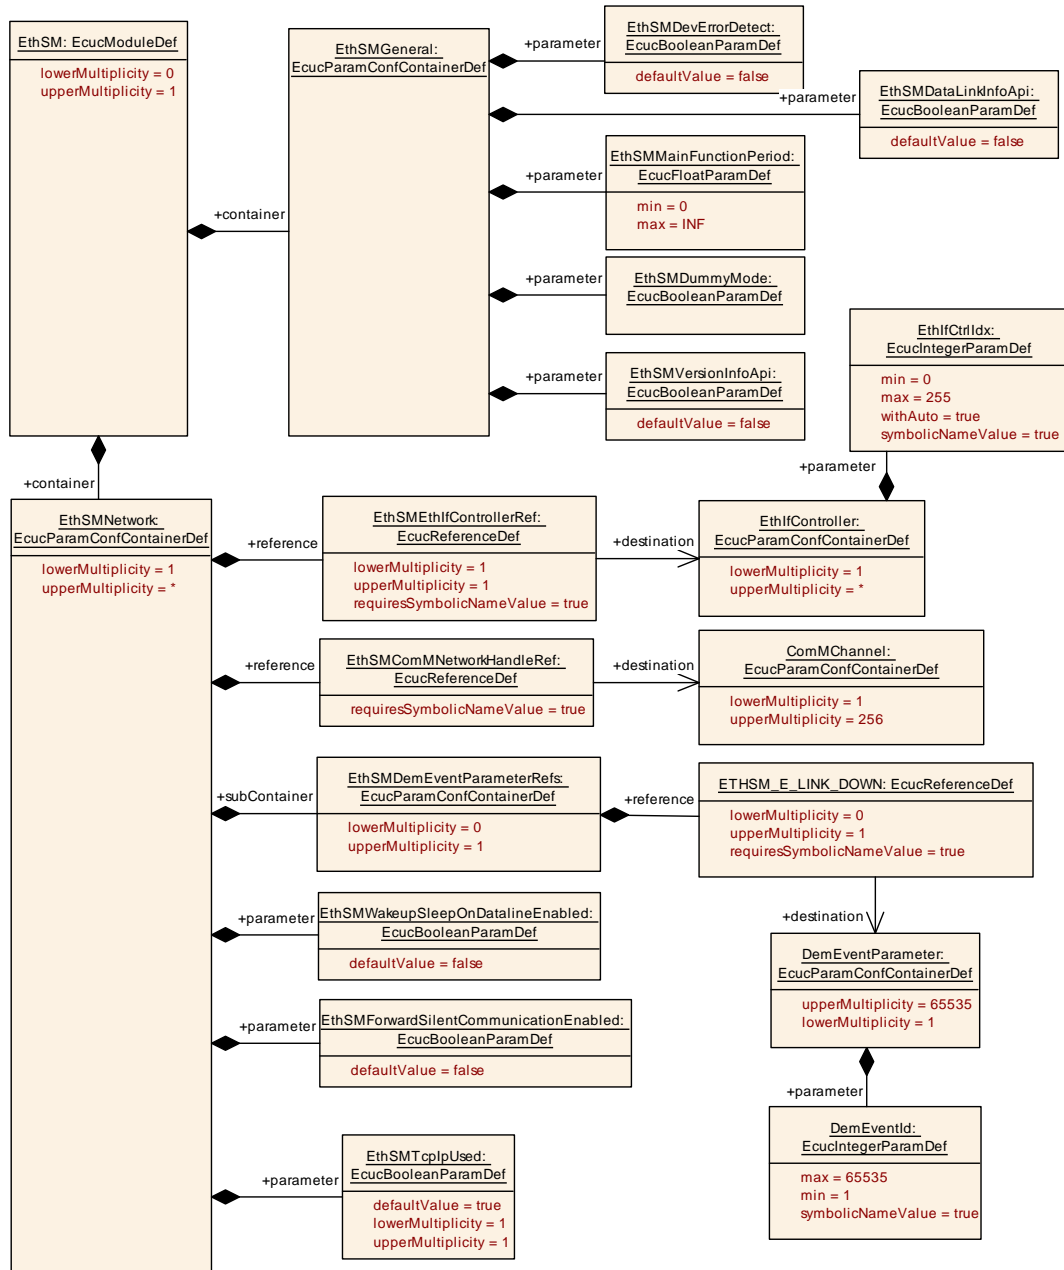 EthSM: EcucModuleDef
lowerMultiplicity = 0
upperMultiplicity = 1
+container
EthSMGeneral:
EcucParamConfContainerDef
+parameter
EthSMDevErrorDetect:
EcucBooleanParamDef
defaultValue = false
+parameter
EthSMDataLinkInfoApi:
EcucBooleanParamDef
defaultValue = false
+parameter
EthSMMainFunctionPeriod:
EcucFloatParamDef
min = 0
max = INF
+parameter
EthSMDummyMode:
EcucBooleanParamDef
+parameter
EthSMVersionInfoApi:
EcucBooleanParamDef
defaultValue = false
EthIfCtrlIdx:
EcucIntegerParamDef
min = 0
max = 255
withAuto = true
symbolicNameValue = true
+parameter
+container
EthSMNetwork:
EcucParamConfContainerDef
lowerMultiplicity = 1
upperMultiplicity = *
+reference
EthSMEthIfControllerRef:
EcucReferenceDef
lowerMultiplicity = 1
upperMultiplicity = 1
requiresSymbolicNameValue = true
+destination
EthIfController:
EcucParamConfContainerDef
lowerMultiplicity = 1
upperMultiplicity = *
+reference
EthSMComMNetworkHandleRef:
EcucReferenceDef
requiresSymbolicNameValue = true
+destination
ComMChannel:
EcucParamConfContainerDef
lowerMultiplicity = 1
upperMultiplicity = 256
+subContainer
EthSMDemEventParameterRefs:
EcucParamConfContainerDef
lowerMultiplicity = 0
upperMultiplicity = 1
+reference
ETHSM_E_LINK_DOWN: EcucReferenceDef
lowerMultiplicity = 0
upperMultiplicity = 1
requiresSymbolicNameValue = true
+destination
DemEventParameter:
EcucParamConfContainerDef
upperMultiplicity = 65535
lowerMultiplicity = 1
+parameter
DemEventId:
EcucIntegerParamDef
max = 65535
min = 1
symbolicNameValue = true
+parameter
EthSMWakeupSleepOnDatalineEnabled:
EcucBooleanParamDef
defaultValue = false
+parameter
EthSMForwardSilentCommunicationEnabled:
EcucBooleanParamDef
defaultValue = false
+parameter
EthSMTcpIpUsed:
EcucBooleanParamDef
defaultValue = true
lowerMultiplicity = 1
upperMultiplicity = 1